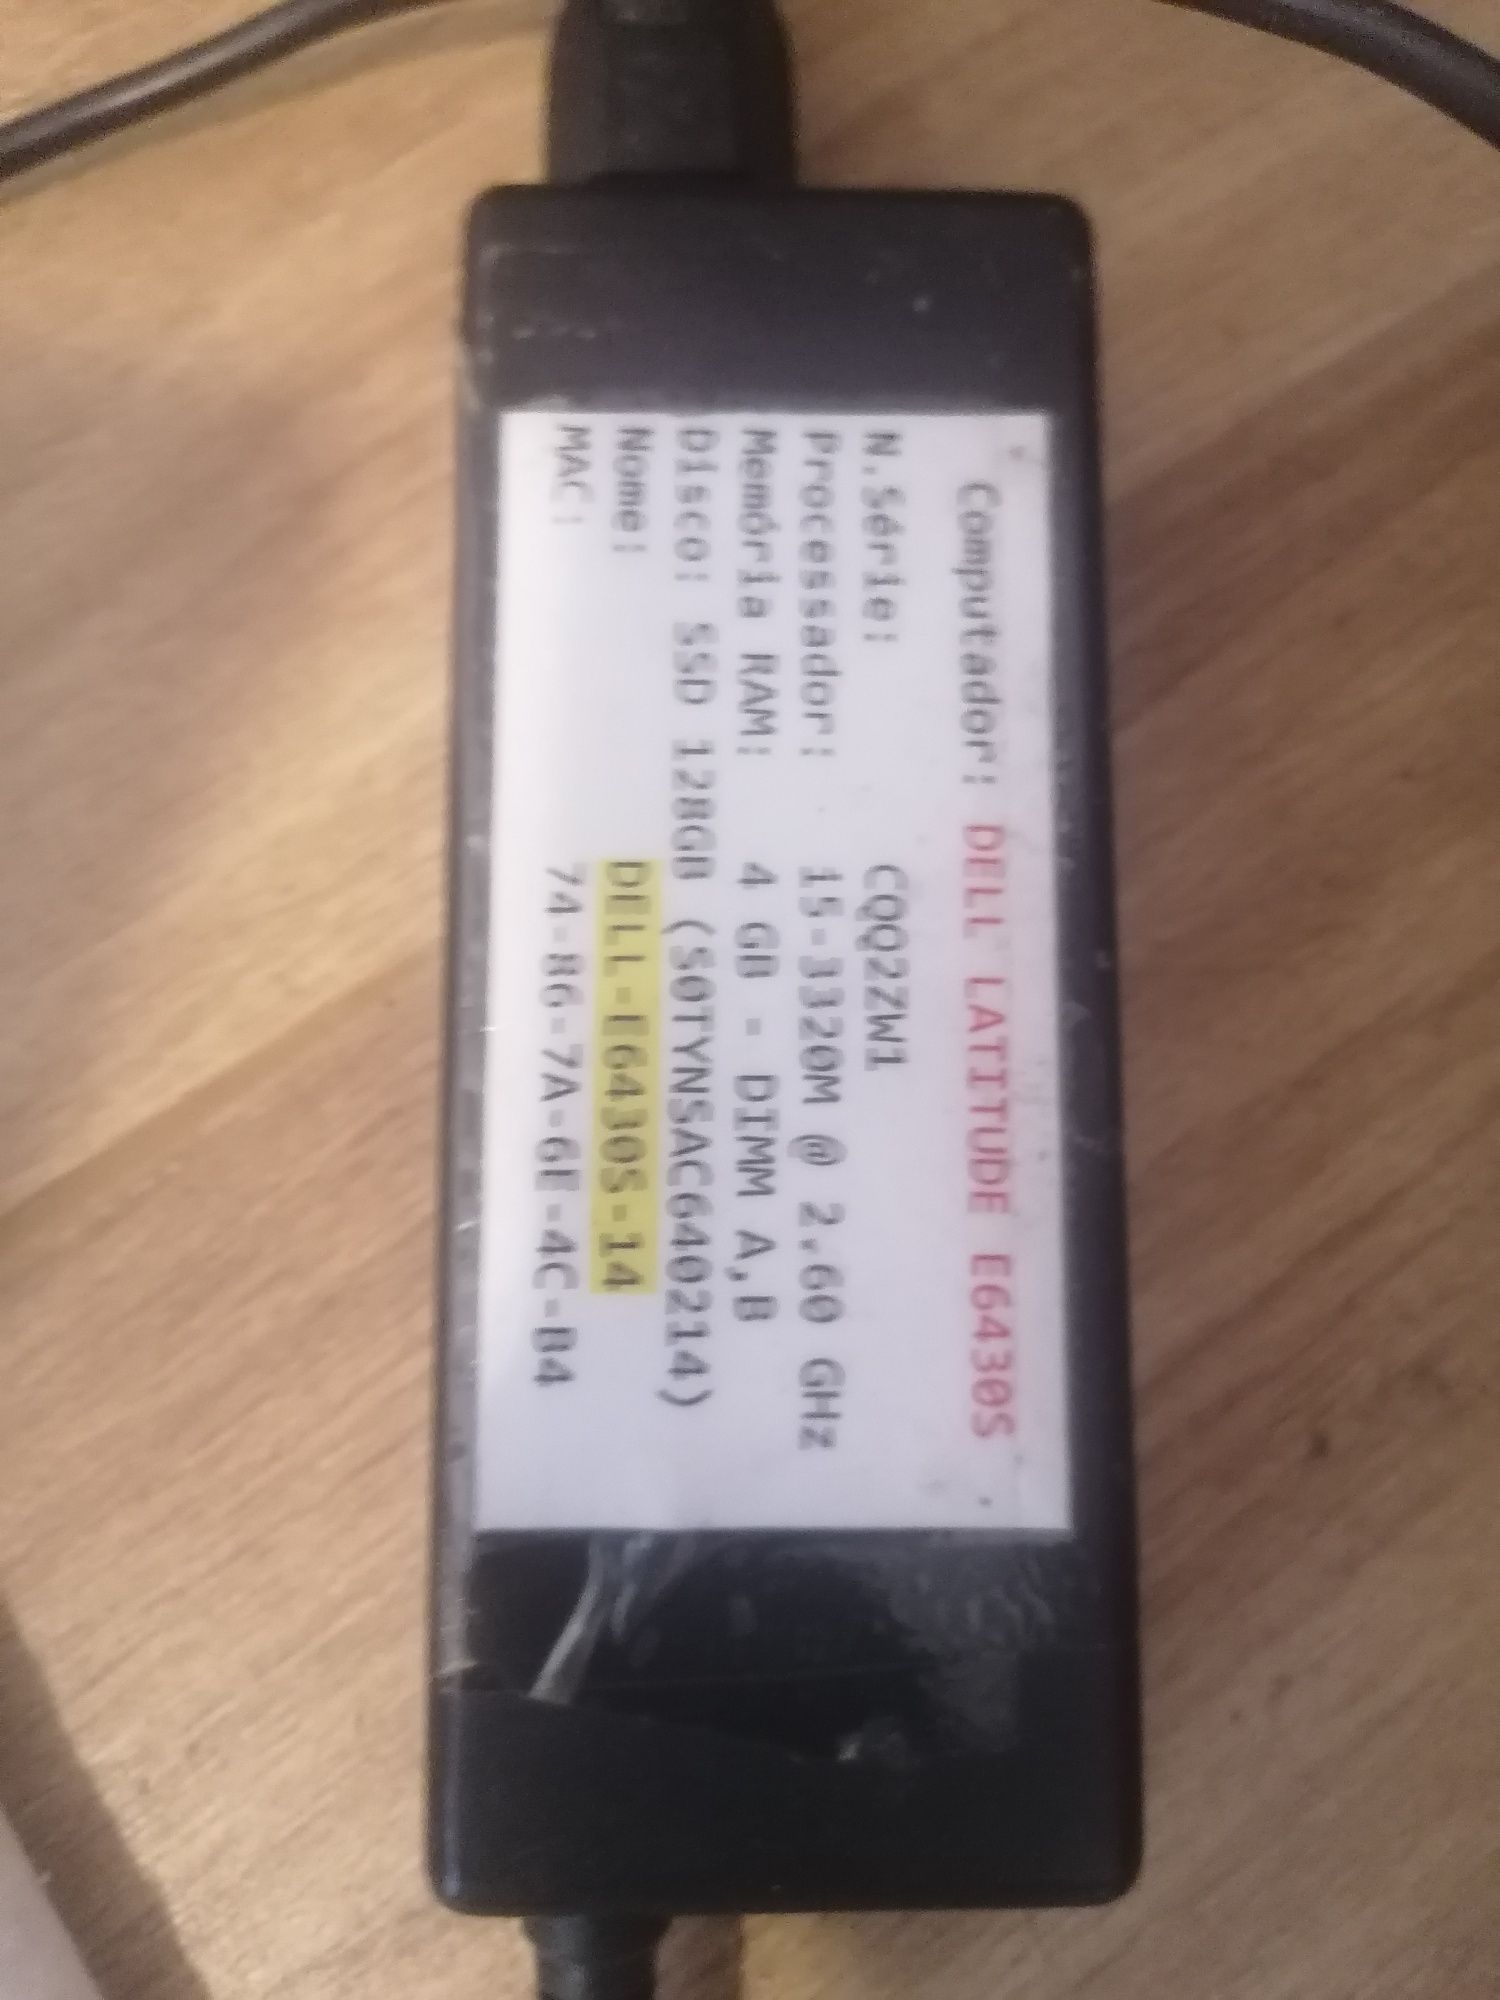 Computador: DELL LATITUDE E6430S
N.Série: CQQ2ZW1
Processador: i5-3320M @ 2.60 GHz
Memória RAM: 4 GB - DIMM A,B
Disco: SSD 128GB (S0TYNSAC640214)
Nome: DELL-E6430S-14
MAC: 74-86-7A-6E-4C-B4